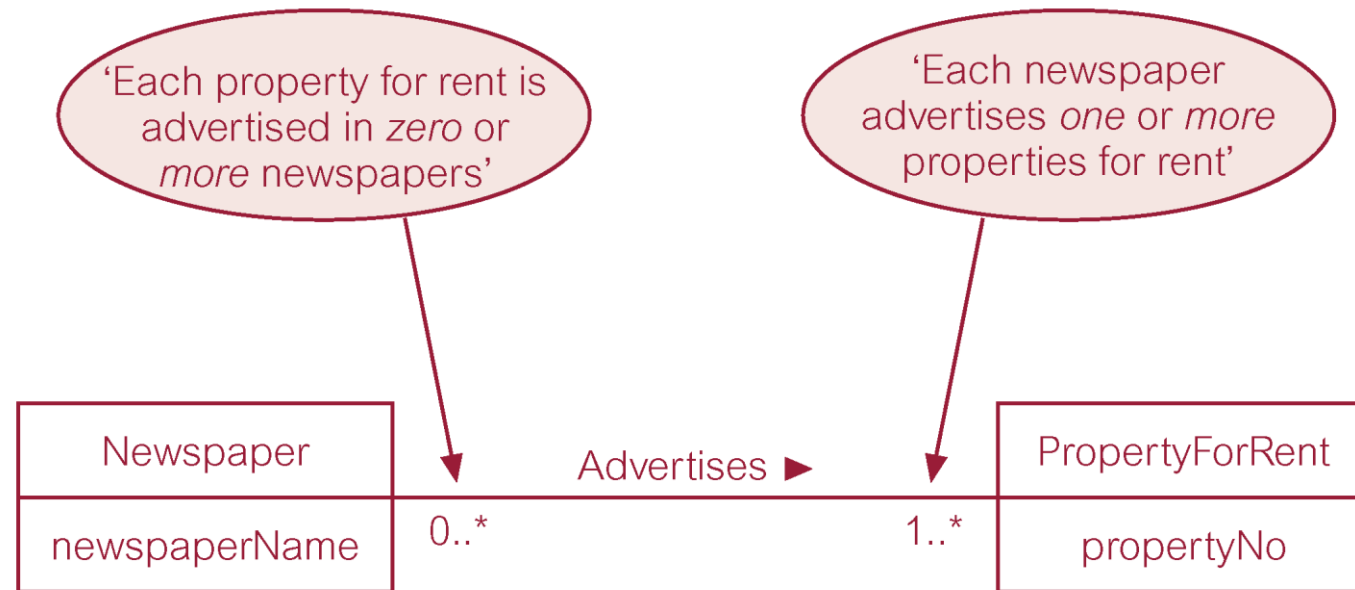 ‘Each property for rent is
advertised in zero or
more newspapers’
‘Each newspaper
advertises one or more
properties for rent’
Newspaper
Advertises ►
PropertyForRent
newspaperName
0..*
1..*
propertyNo